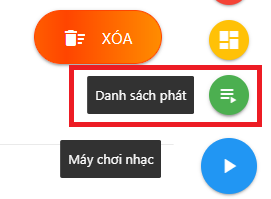 XÓA
Danh sách phát
Máy chơi nhạc